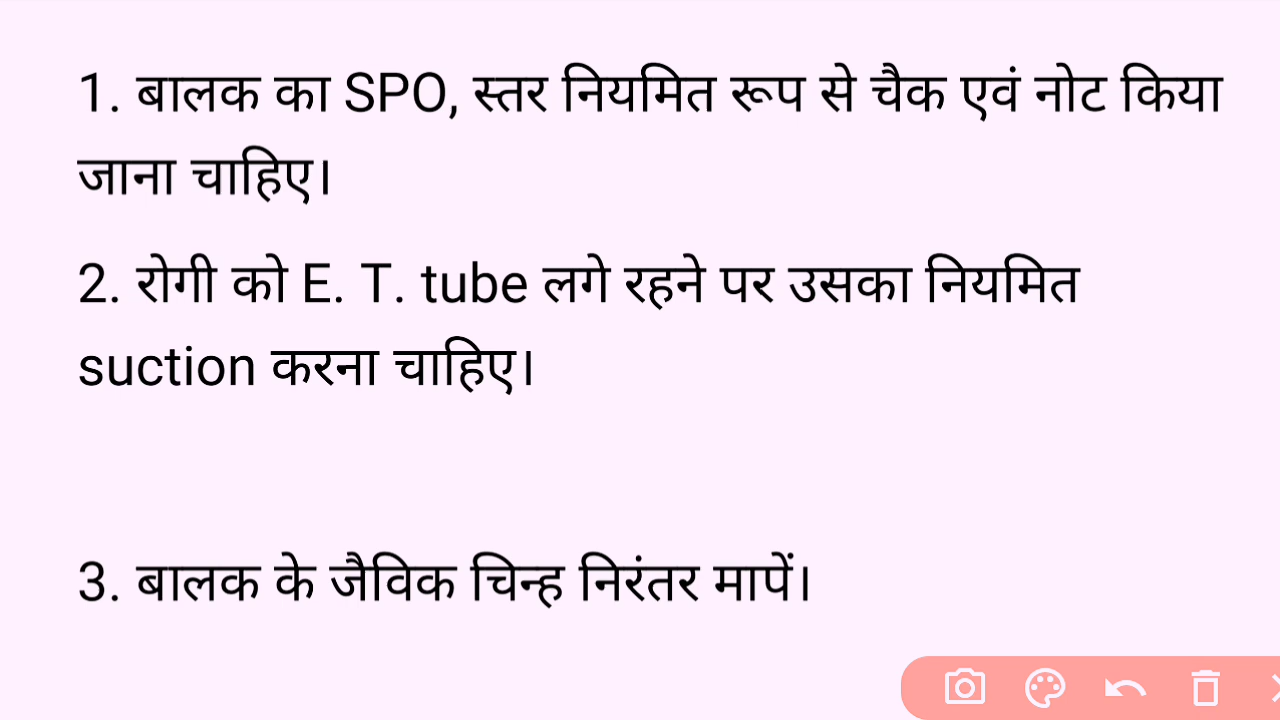 1. बालक का SPO, स्तर नियमित रूप से चैक एवं नोट किया
जाना चाहिए।
2. रोगी को E. T. tube लगे रहने पर उसका नियमित
suction करना चाहिए।
3. बालक के जैविक चिन्ह निरंतर मापें।